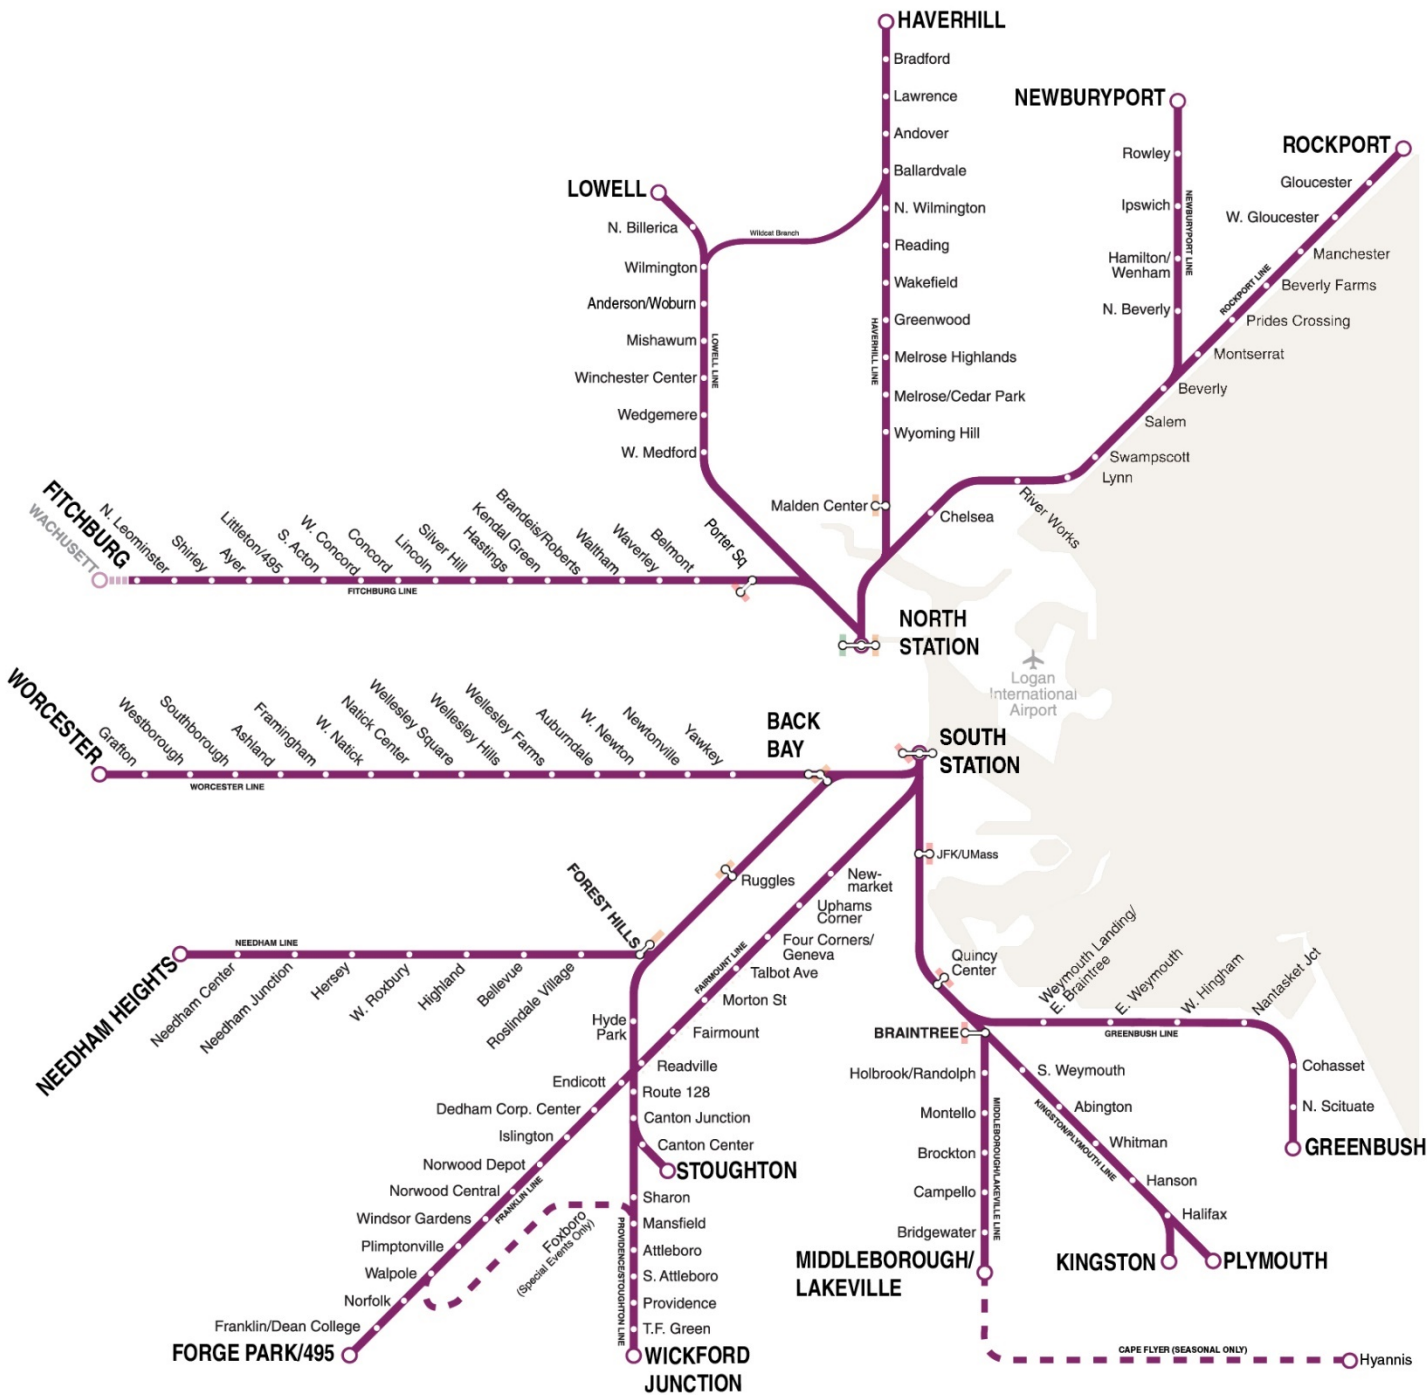 HAVERHILL
Bradford
Lawrence
Andover
Ballardvale
N. Wilmington
Reading
Wakefield
Greenwood
Melrose Highlands
Melrose/Cedar Park
Wyoming Hill
Malden Center
HAVERHILL LINE
Wildcat Branch
NEWBURYPORT
Rowley
Ipswich
Hamilton/
Wenham
N. Beverly
NEWBURYPORT LINE
ROCKPORT
Gloucester
W. Gloucester
Manchester
Beverly Farms
Prides Crossing
Montserrat
Beverly
Salem
Swampscott
Lynn
River Works
Chelsea
ROCKPORT LINE
LOWELL
N. Billerica
Wilmington
Anderson/Woburn
Mishawum
Winchester Center
Wedgemere
W. Medford
LOWELL LINE
FITCHBURG
WACHUSETT
N. Leominster
Shirley
Ayer
Littleton/495
S. Acton
W. Concord
Concord
Lincoln
Silver Hill
Hastings
Kendal Green
Brandeis/Roberts
Waltham
Waverley
Belmont
Porter Sq
FITCHBURG LINE
NORTH
STATION
Logan
International
Airport
WORCESTER
Grafton
Westborough
Southborough
Ashland
Framingham
W. Natick
Natick Center
Wellesley Square
Wellesley Hills
Wellesley Farms
Auburndale
W. Newton
Newtonville
Yawkey
WORCESTER LINE
BACK
BAY
SOUTH
STATION
JFK/UMass
Quincy
Center
BRAINTREE
Ruggles
FOREST HILLS
NEEDHAM LINE
NEEDHAM HEIGHTS
Needham Center
Needham Junction
Hersey
W. Roxbury
Highland
Bellevue
Roslindale Village
New-
market
Uphams
Corner
Four Corners/
Geneva
Talbot Ave
Morton St
Fairmount
Readville
FAIRMOUNT LINE
Hyde
Park
Route 128
Canton Junction
Canton Center
STOUGHTON
Sharon
Mansfield
Attleboro
S. Attleboro
Providence
T.F. Green
WICKFORD
JUNCTION
PROVIDENCE/STOUGHTON LINE
Endicott
Dedham Corp. Center
Islington
Norwood Depot
Norwood Central
Windsor Gardens
Plimptonville
Walpole
Norfolk
Franklin/Dean College
FORGE PARK/495
FRANKLIN LINE
Foxboro
(Special Events Only)
Weymouth Landing/
E. Braintree
E. Weymouth
W. Hingham
Nantasket Jct
Cohasset
N. Scituate
GREENBUSH
GREENBUSH LINE
Holbrook/Randolph
Montello
Brockton
Campello
Bridgewater
MIDDLEBOROUGH/
LAKEVILLE
MIDDLEBOROUGH/LAKEVILLE LINE
S. Weymouth
Abington
Whitman
Hanson
Halifax
KINGSTON
PLYMOUTH
KINGSTON/PLYMOUTH LINE
CAPE FLYER (SEASONAL ONLY)
Hyannis